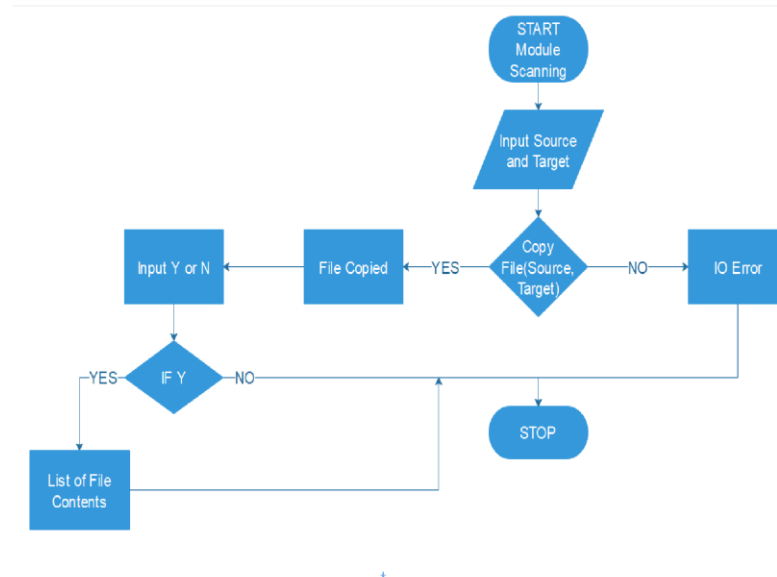 START
Module
Scanning
Input Source
and Target
Copy
File(Source,
Target)
YES
NO
File Copied
IO Error
Input Y or N
IF Y
YES
NO
STOP
List of File
Contents